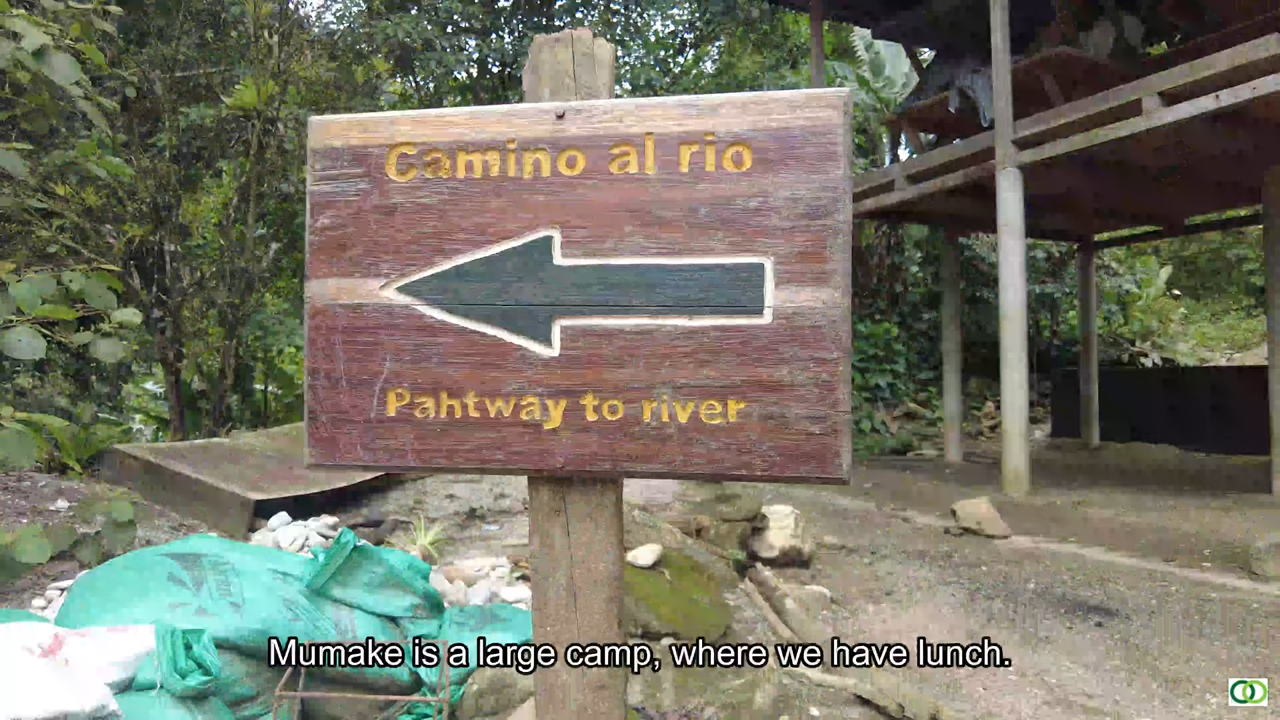 Camino al rio
Pahtway to river
Mumake is a large camp, where we have lunch.